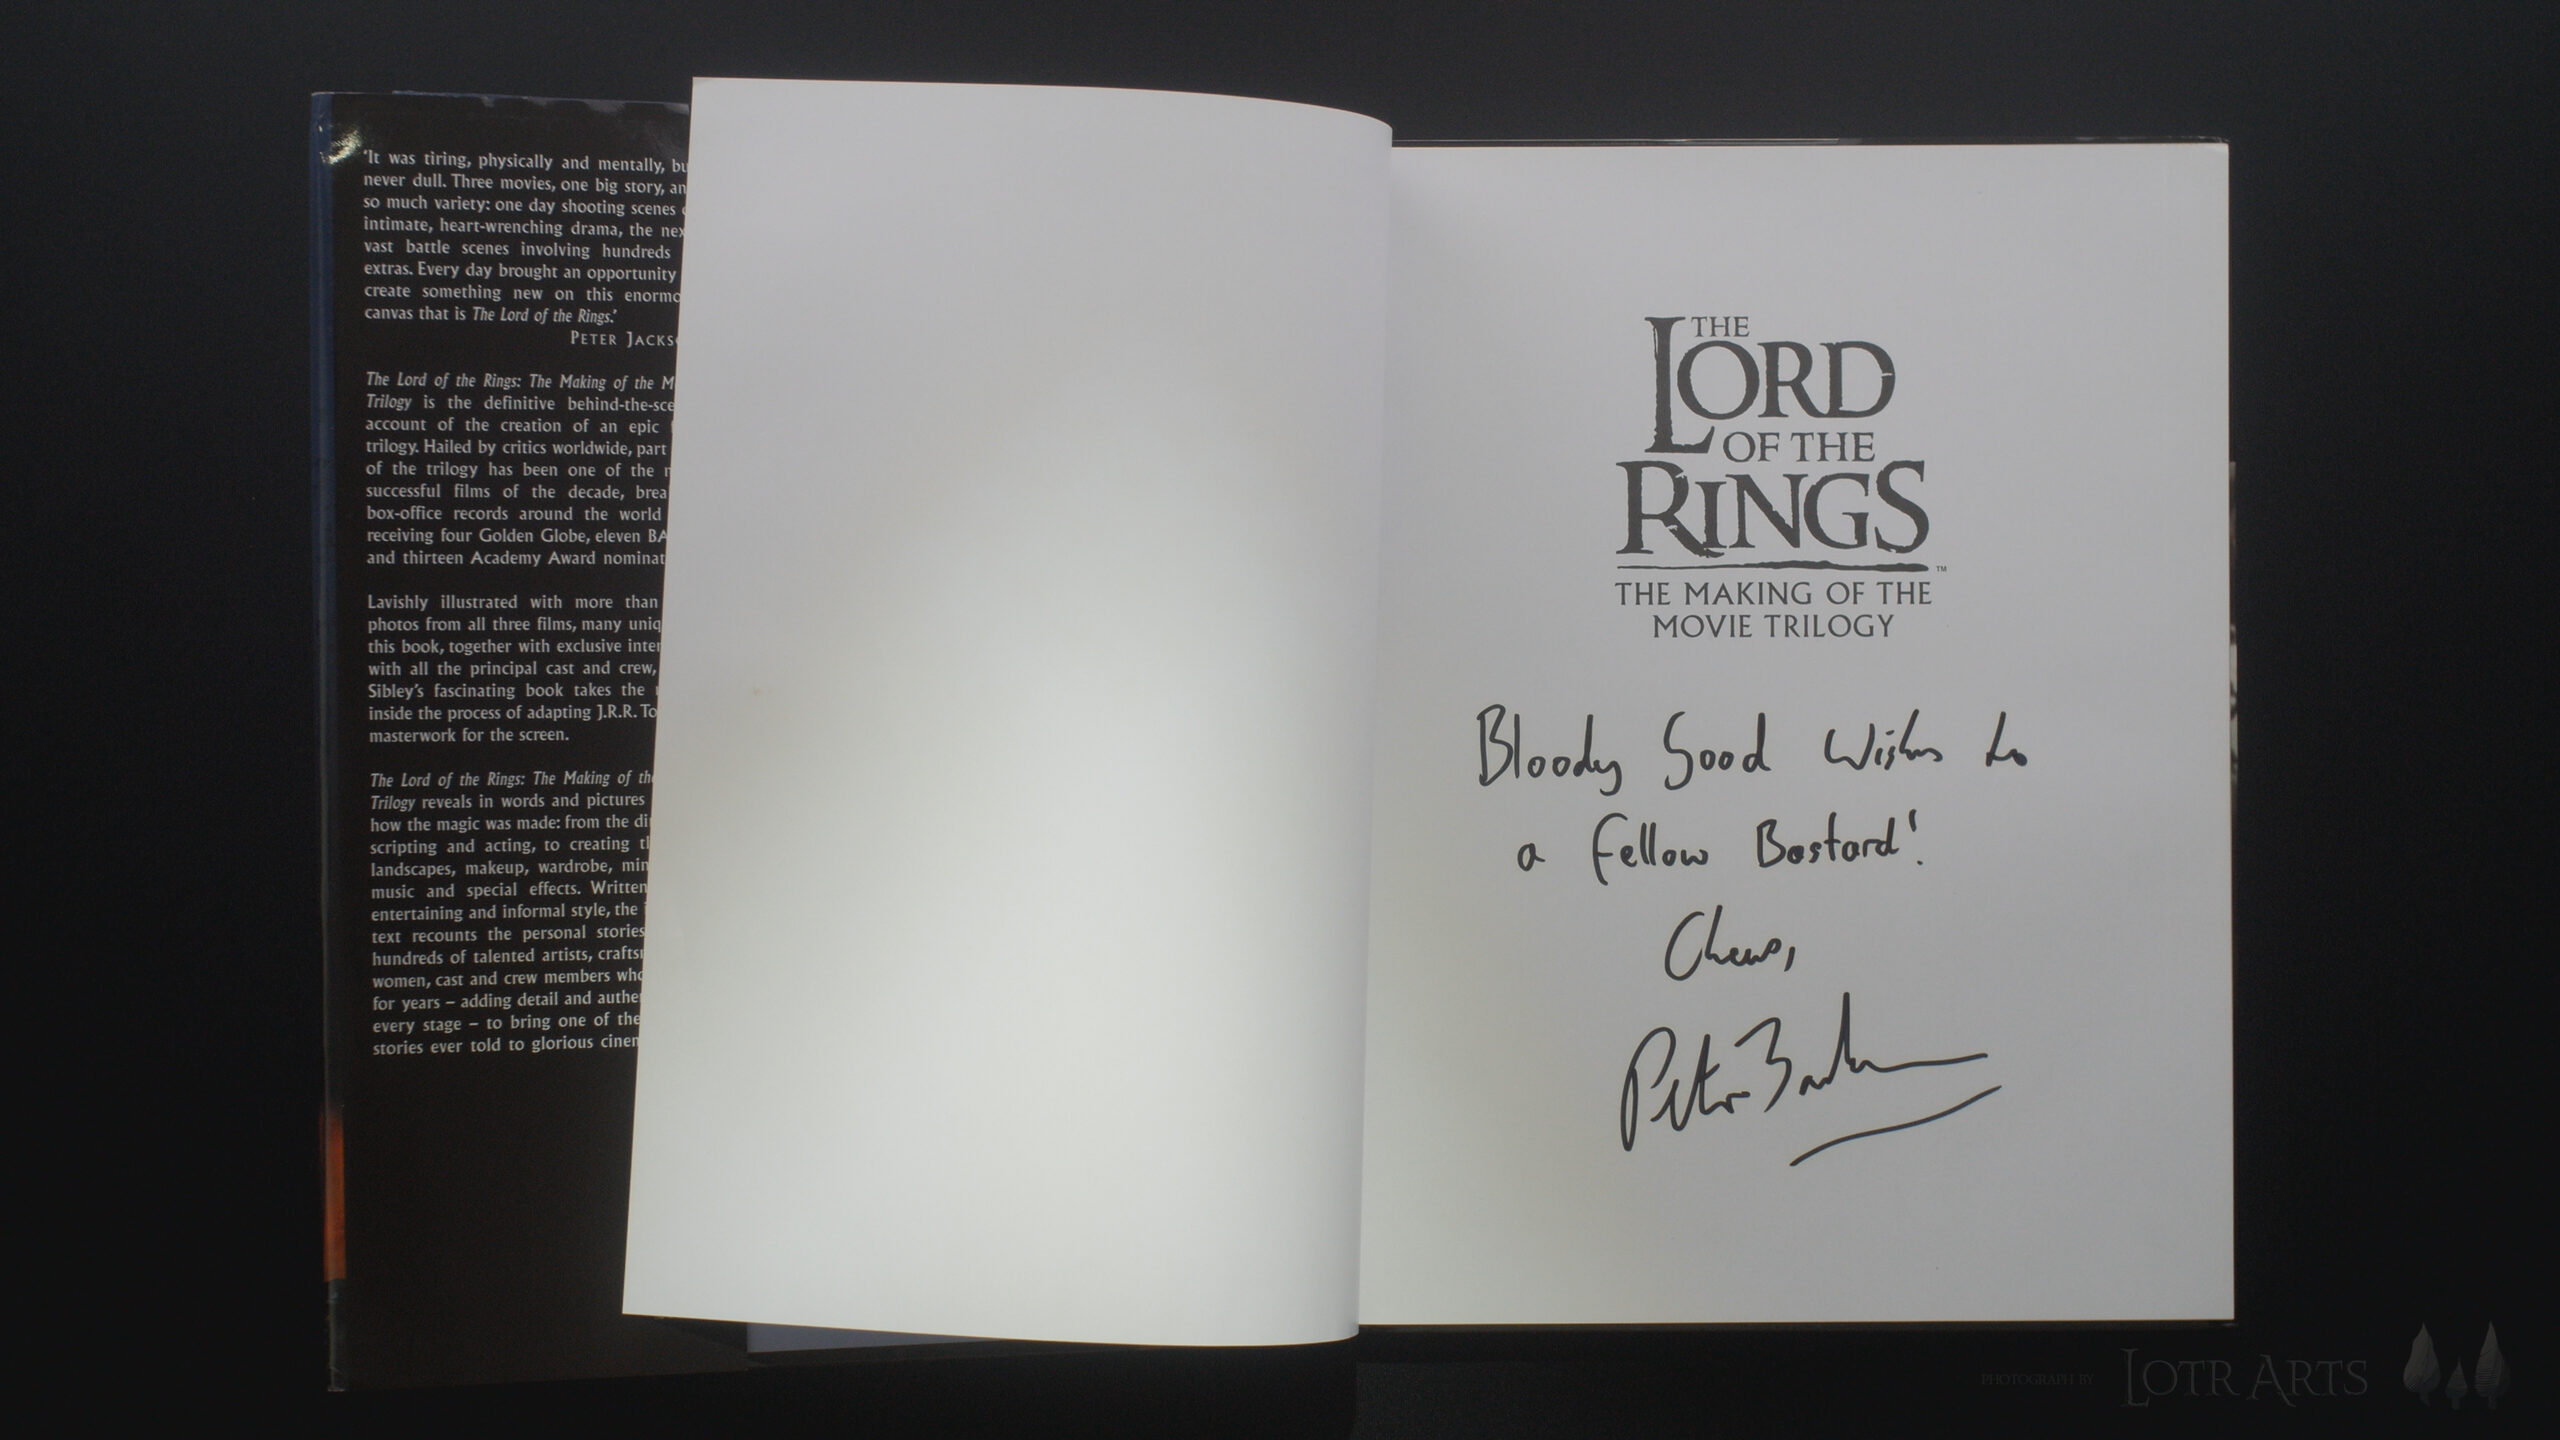 'It was tiring, physically and mentally, bu
never dull. Three movies, one big story, an
so much variety: one day shooting scenes
intimate, heart-wrenching drama, the nex
vast battle scenes involving hundreds
extras. Every day brought an opportunity
create something new on this enormo
canvas that is The Lord of the Rings.'
PETER JACKS
The Lord of the Rings: The Making of the M
Trilogy is the definitive behind-the-sce
account of the creation of an epic
trilogy. Hailed by critics worldwide, part
of the trilogy has been one of the
successful films of the decade, brea
box-office records around the world
receiving four Golden Globe, eleven BA
and thirteen Academy Award nominat
Lavishly illustrated with more than
photos from all three films, many uniq
this book, together with exclusive inter
with all the principal cast and crew,
Sibley's fascinating book takes the
inside the process of adapting J.R.R. To
masterwork for the screen.
The Lord of the Rings: The Making of the
Trilogy reveals in words and pictures
how the magic was made: from the di
scripting and acting, to creating t
landscapes, makeup, wardrobe, min
music and special effects. Written
entertaining and informal style, the
text recounts the personal stories
hundreds of talented artists, crafts
women, cast and crew members who
for years – adding detail and authe
every stage – to bring one of the
stories ever told to glorious cinem
THE
LORD
OF THE
RINGS™
THE MAKING OF THE
MOVIE TRILOGY
Bloody Good Wishes to
a Fellow Bastard!
Cheers,
Peter Jackson
PHOTOGRAPH BY LOTR ARTS